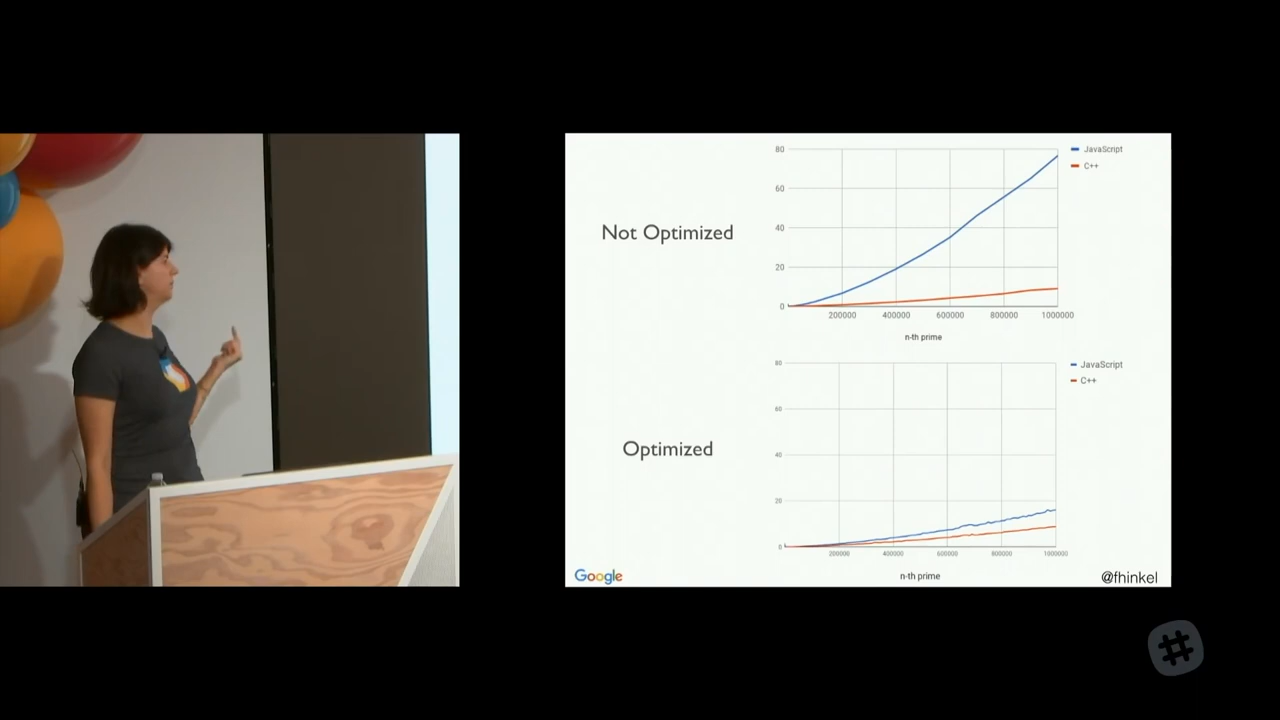 80
60
40
20
0
200000 400000 600000 800000 1000000
n-th prime
JavaScript
C++
Not Optimized
80
60
40
20
0
200000 400000 600000 800000 1000000
n-th prime
JavaScript
C++
Optimized
Google
@fhinkel